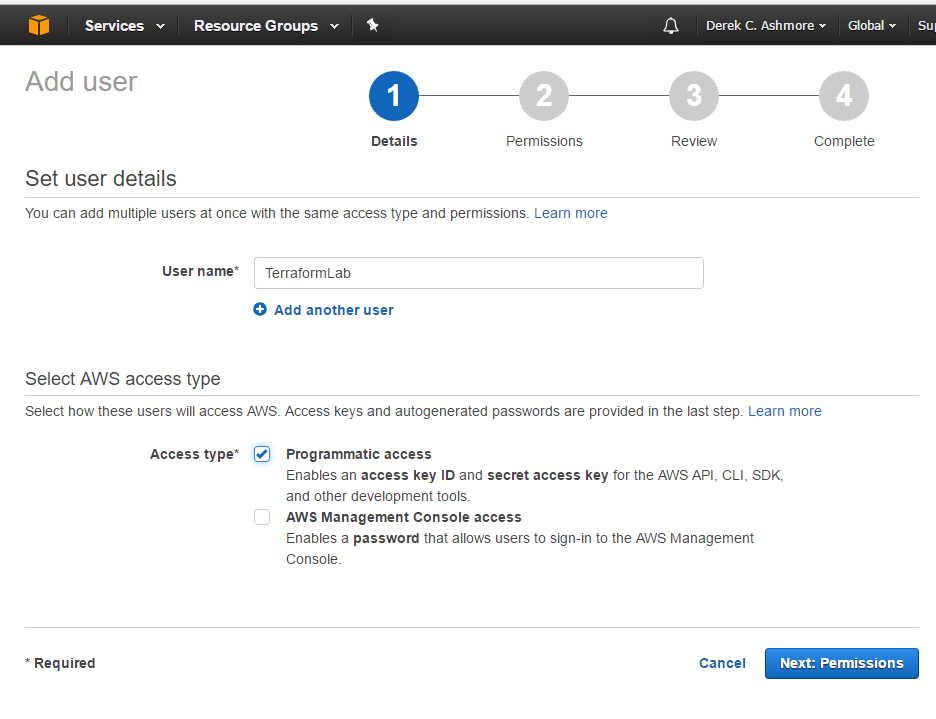 Services Resource Groups Derek C. Ashmore Global Sup
Add user
1 2 3 4
Details Permissions Review Complete
Set user details
You can add multiple users at once with the same access type and permissions. Learn more
User name* TerraformLab
Add another user
Select AWS access type
Select how these users will access AWS. Access keys and autogenerated passwords are provided in the last step. Learn more
Access type* Programmatic access
Enables an access key ID and secret access key for the AWS API, CLI, SDK,
and other development tools.
AWS Management Console access
Enables a password that allows users to sign-in to the AWS Management
Console.
* Required Cancel Next: Permissions